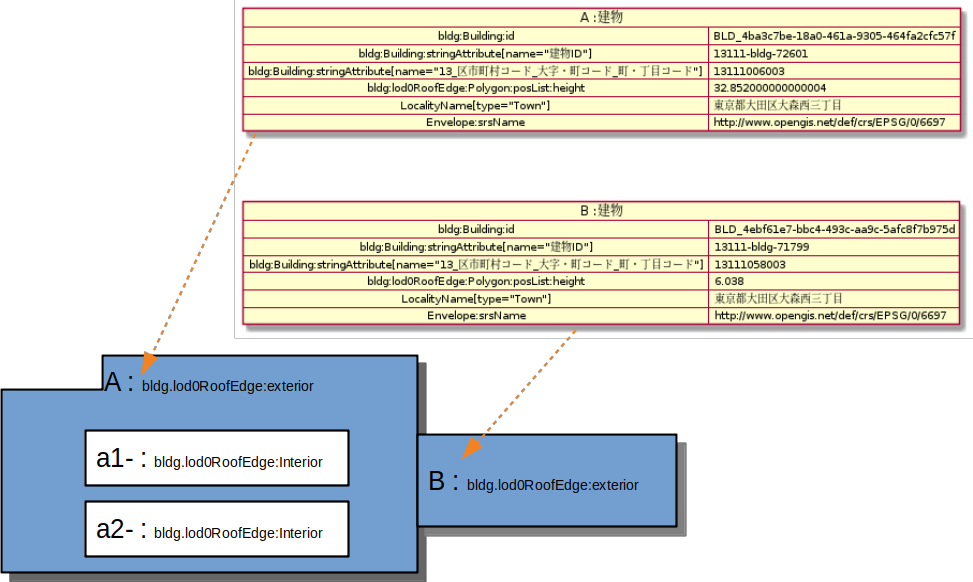 A :建物
bldg:Building:id BLD_4ba3c7be-18a0-461a-9305-464fa2cfc57f
bldg:Building:stringAttribute[name="建物ID"] 13111-bldg-72601
bldg:Building:stringAttribute[name="13_区市町村コード_大字・町コード_町・丁目コード"] 13111006003
bldg:lod0RoofEdge:Polygon:posList:height 32.852000000000004
LocalityName[type="Town"] 東京都大田区大森西三丁目
Envelope:srsName http://www.opengis.net/def/crs/EPSG/0/6697
B :建物
bldg:Building:id BLD_4ebf61e7-bbc4-493c-aa9c-5afc8f7b975d
bldg:Building:stringAttribute[name="建物ID"] 13111-bldg-71799
bldg:Building:stringAttribute[name="13_区市町村コード_大字・町コード_町・丁目コード"] 13111058003
bldg:lod0RoofEdge:Polygon:posList:height 6.038
LocalityName[type="Town"] 東京都大田区大森西三丁目
Envelope:srsName http://www.opengis.net/def/crs/EPSG/0/6697
A : bldg.lod0RoofEdge:exterior
a1- : bldg.lod0RoofEdge:Interior
a2- : bldg.lod0RoofEdge:Interior
B : bldg.lod0RoofEdge:exterior